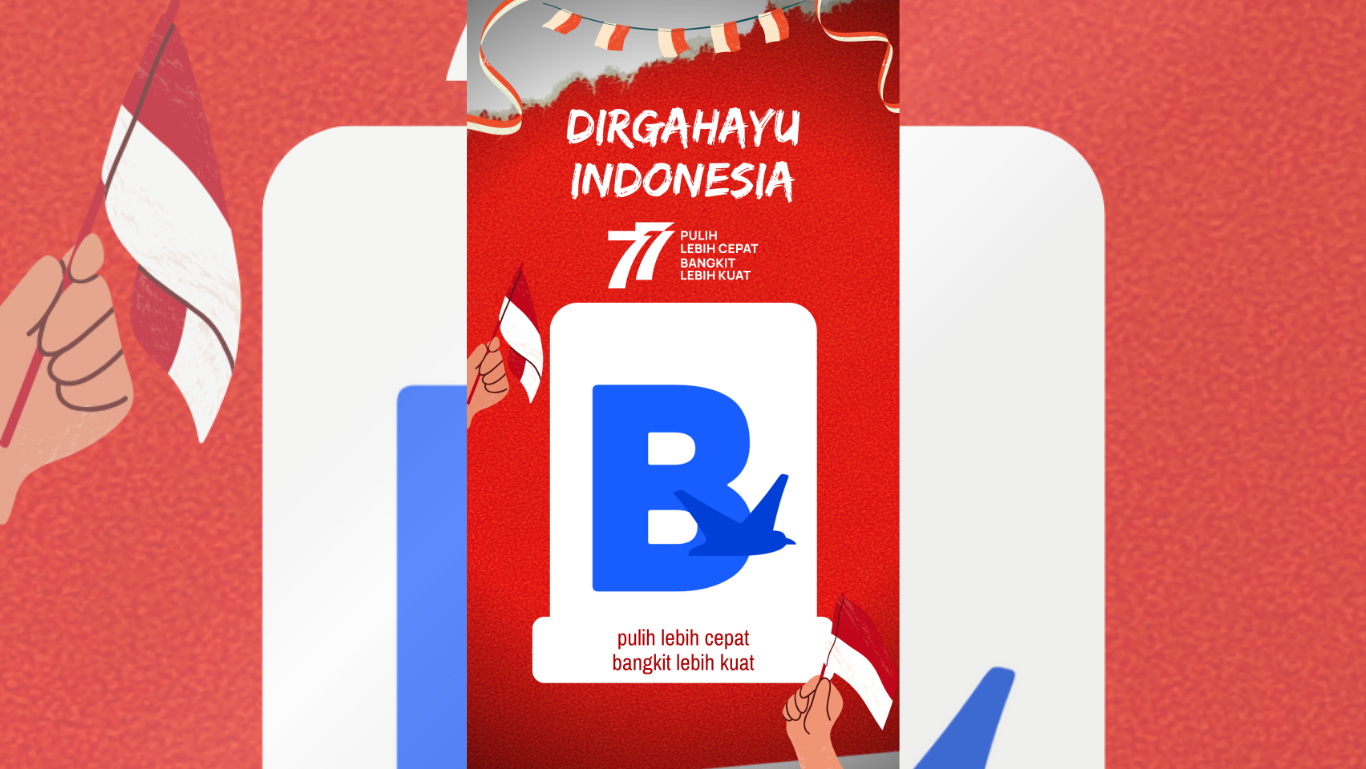 DIRGAHAYU
INDONESIA
77
PULIH
LEBIH CEPAT
BANGKIT
LEBIH KUAT
B
pulih lebih cepat
bangkit lebih kuat